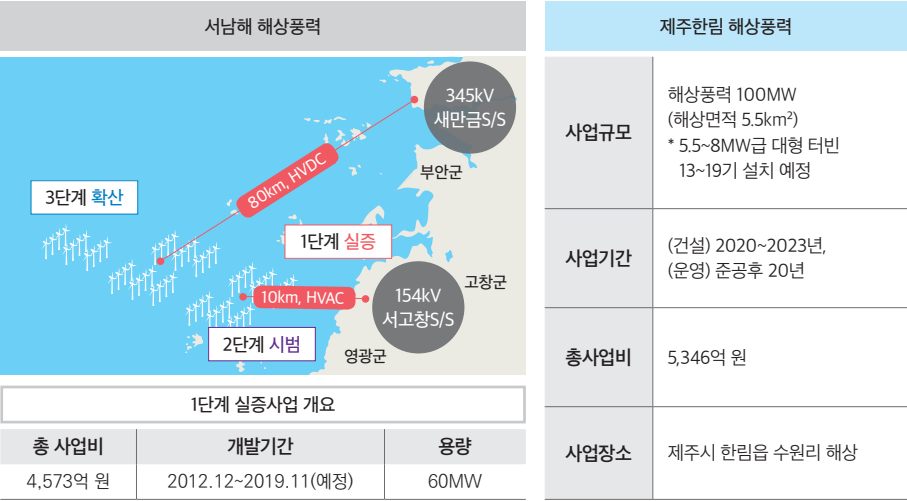 서남해 해상풍력
345kV
새만금S/S
80km, HVDC
부안군
3단계 확산
1단계 실증
고창군
10km, HVAC
154kV
서고창S/S
2단계 시범
영광군
1단계 실증사업 개요
총 사업비 개발기간 용량
4,573억 원 2012.12~2019.11(예정) 60MW
제주한림 해상풍력
사업규모
해상풍력 100MW
(해상면적 5.5km²)
* 5.5~8MW급 대형 터빈
13~19기 설치 예정
사업기간
(건설) 2020~2023년,
(운영) 준공후 20년
총사업비 5,346억 원
사업장소 제주시 한림읍 수원리 해상